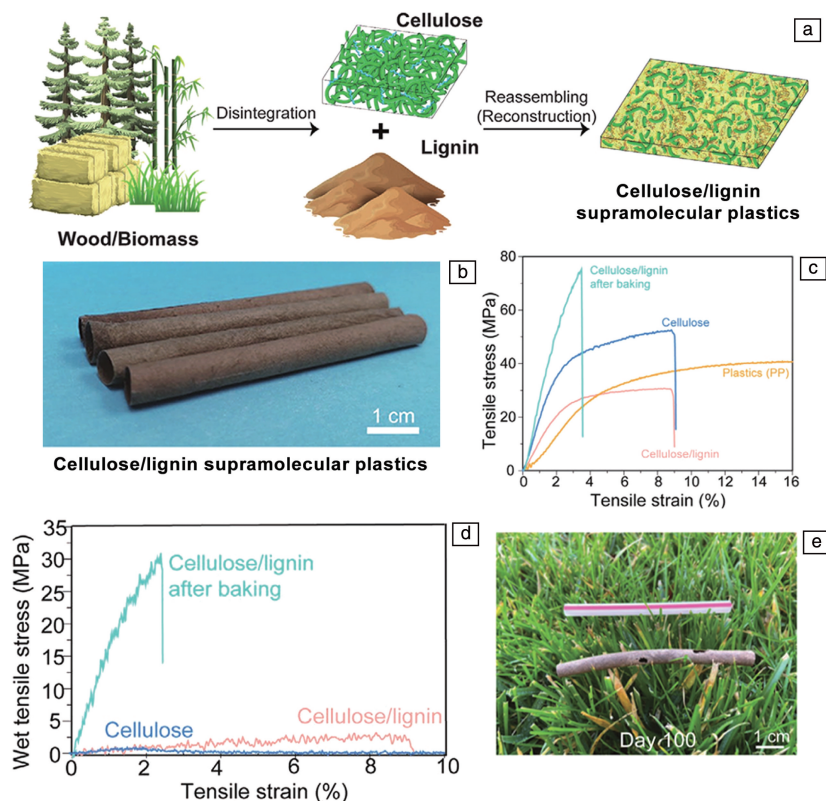 a
Cellulose
Disintegration
+
Lignin
Reassembling
(Reconstruction)
Wood/Biomass
Cellulose/lignin
supramolecular plastics
b
1 cm
Cellulose/lignin supramolecular plastics
c
80
60
40
20
0
Tensile stress (MPa)
Cellulose/lignin
after baking
Cellulose
Plastics (PP)
Cellulose/lignin
0 2 4 6 8 10 12 14 16
Tensile strain (%)
d
35
30
25
20
15
10
5
0
Wet tensile stress (MPa)
Cellulose/lignin
after baking
Cellulose/lignin
Cellulose
0 2 4 6 8 10
Tensile strain (%)
e
Day 100
1 cm